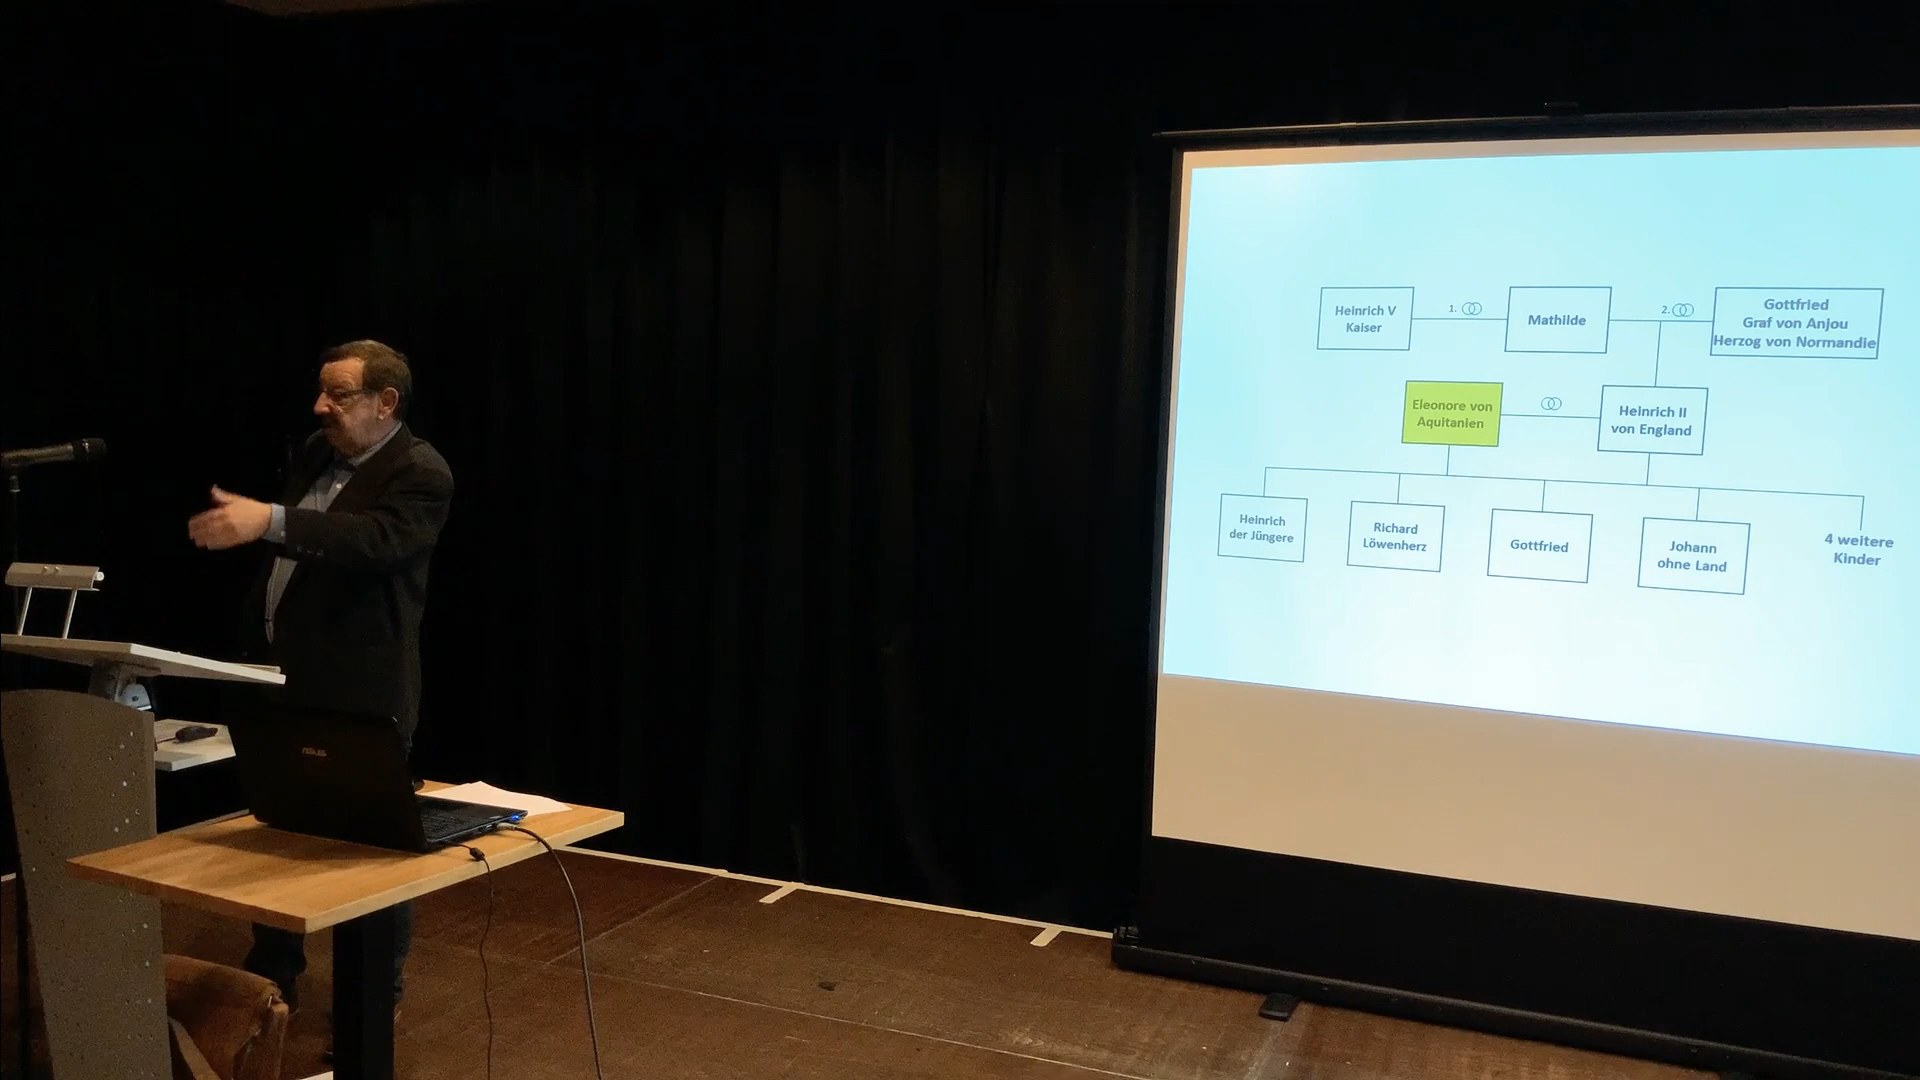 Heinrich V
Kaiser
1.
Mathilde
2.
Gottfried
Graf von Anjou
Herzog von Normandie
Eleonore von
Aquitanien
Heinrich II
von England
Heinrich
der Jüngere
Richard
Löwenherz
Gottfried
Johann
ohne Land
4 weitere
Kinder
ASUS